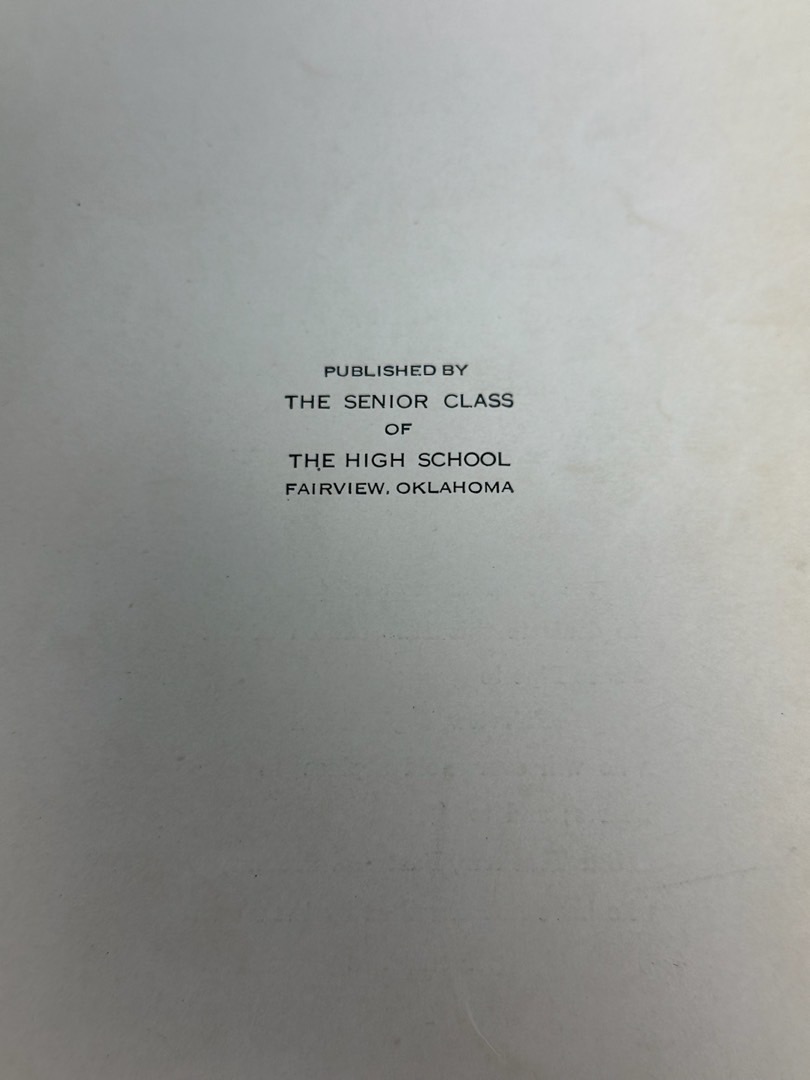 PUBLISHED BY
THE SENIOR CLASS
OF
THE HIGH SCHOOL
FAIRVIEW, OKLAHOMA